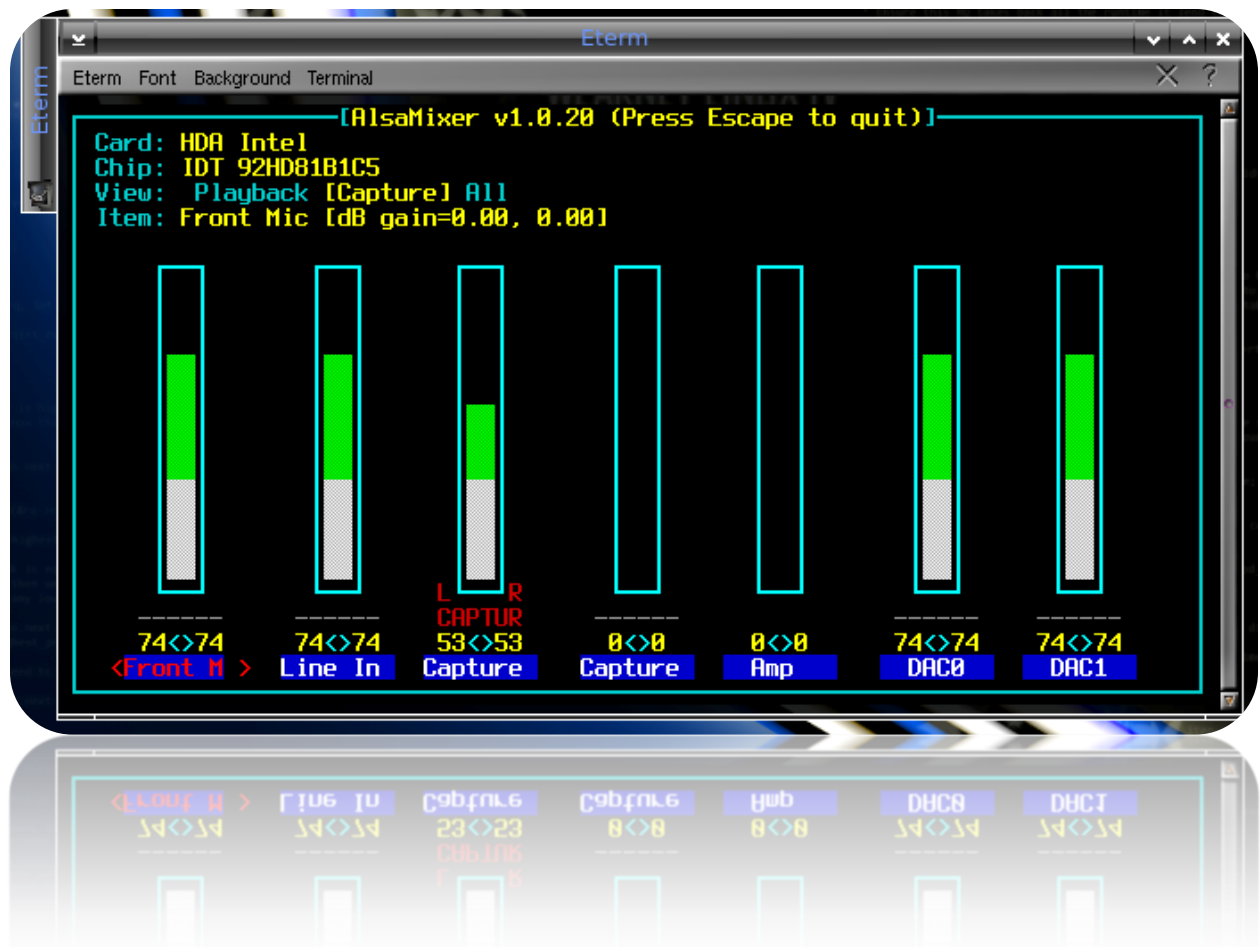 Eterm
Eterm
Eterm Font Background Terminal
[AlsaMixer v1.0.20 (Press Escape to quit)]
Card: HDA Intel
Chip: IDT 92HD81B1C5
View: Playback [Capture] All
Item: Front Mic [dB gain=0.00, 0.00]
L R
CAPTUR
74<>74 74<>74 53<>53 0<>0 0<>0 74<>74 74<>74
<Front M > Line In Capture Capture Amp DAC0 DAC1